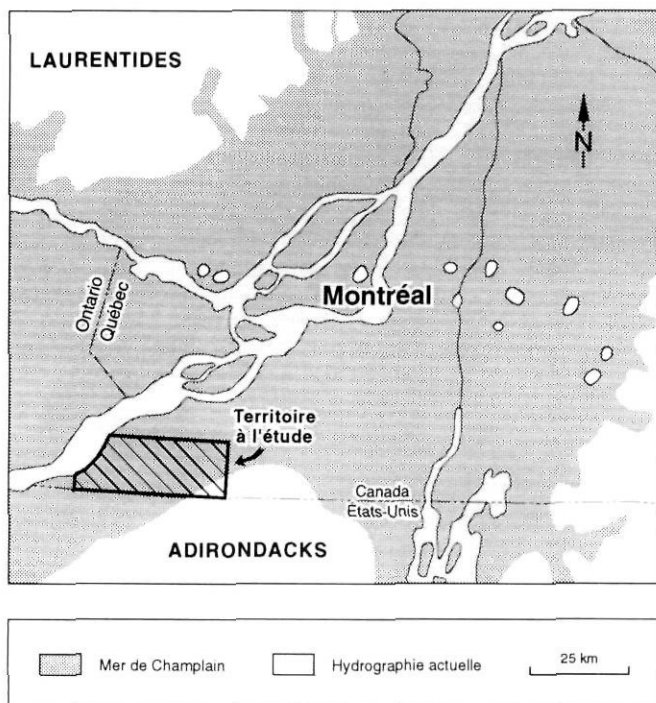 LAURENTIDES
N
Ontario
Québec
Montréal
Territoire
à l'étude
Canada
États-Unis
ADIRONDACKS
Mer de Champlain
Hydrographie actuelle
25 km